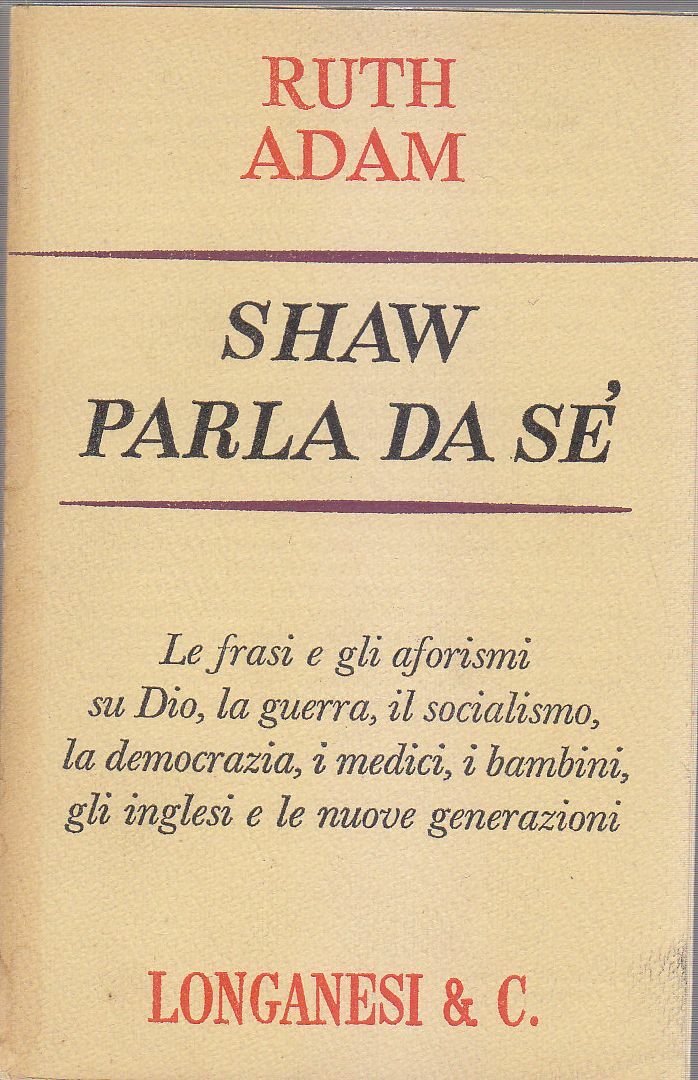 RUTH
ADAM
SHAW
PARLA DA SÉ
Le frasi e gli aforismi
su Dio, la guerra, il socialismo,
la democrazia, i medici, i bambini,
gli inglesi e le nuove generazioni
LONGANESI & C.